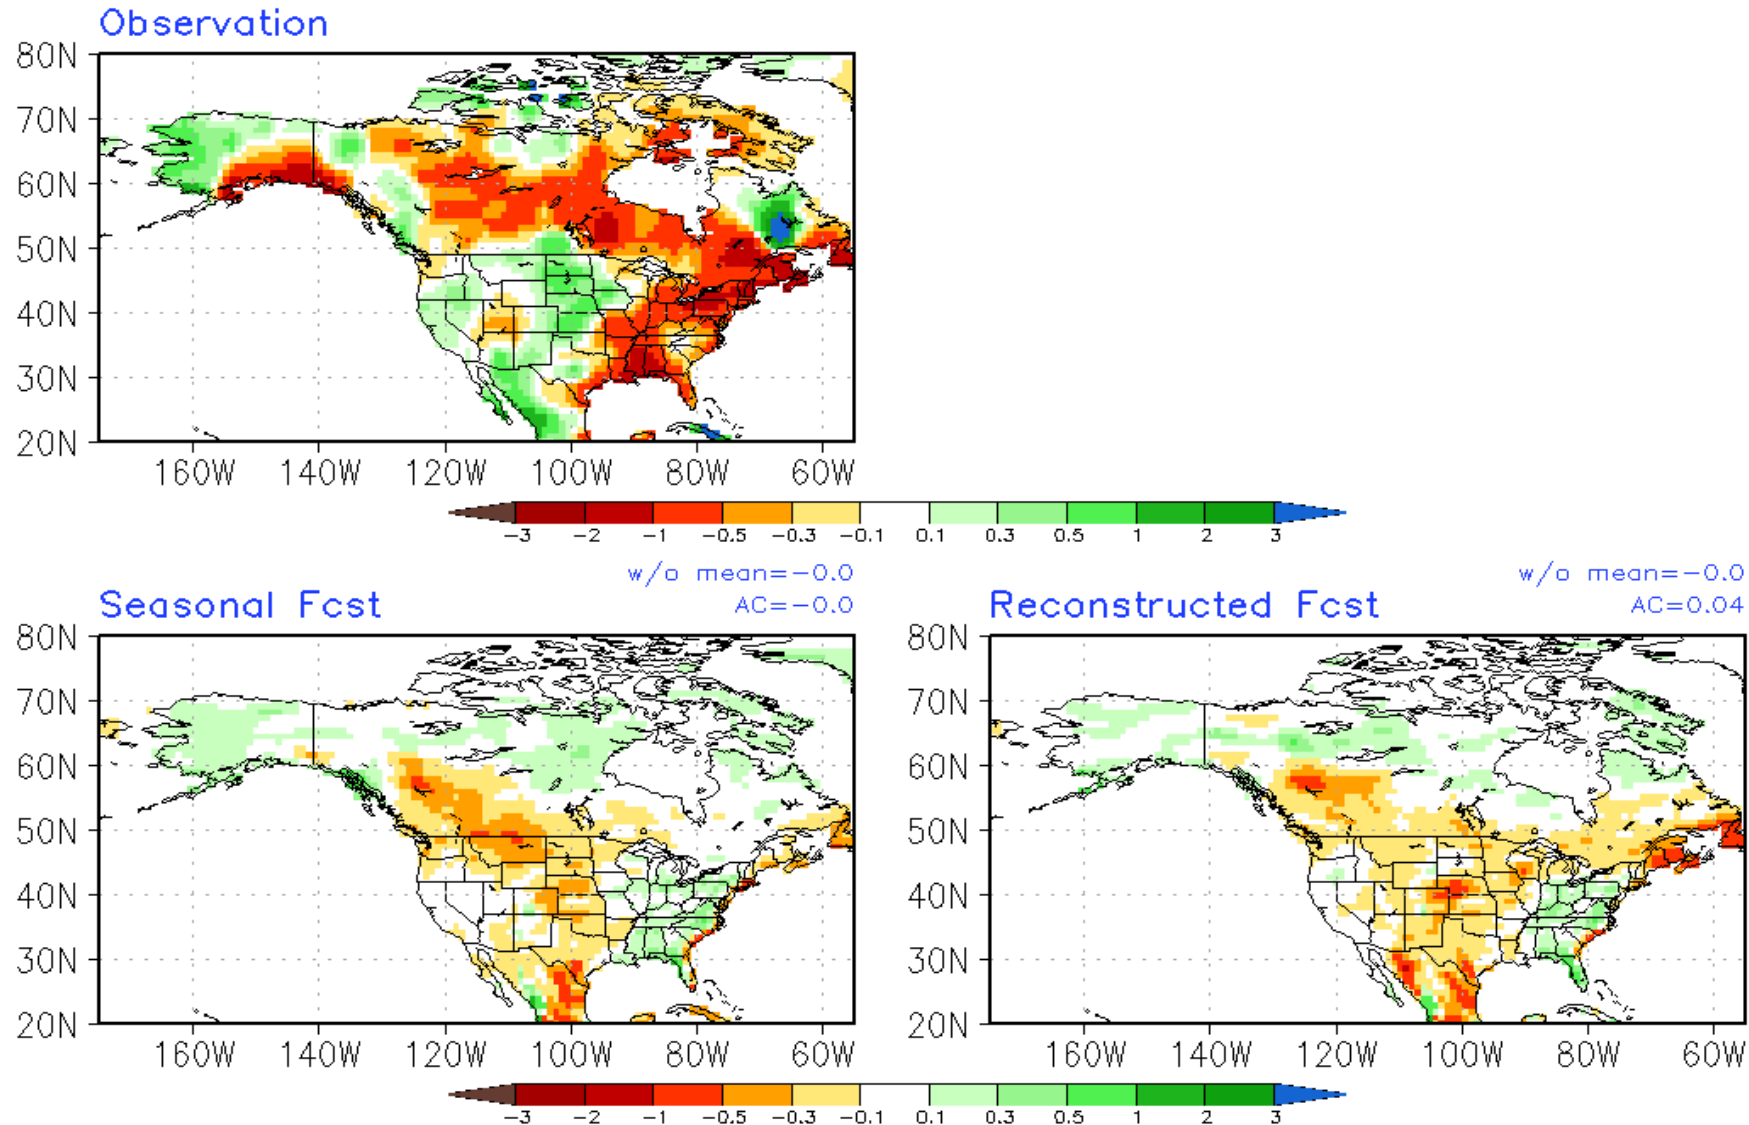 Observation
80N
70N
60N
50N
40N
30N
20N
160W 140W 120W 100W 80W 60W
-3 -2 -1 -0.5 -0.3 -0.1 0.1 0.3 0.5 1 2 3
w/o mean=-0.0
Seasonal Fcst AC=-0.0
80N
70N
60N
50N
40N
30N
20N
160W 140W 120W 100W 80W 60W
w/o mean=-0.0
Reconstructed Fcst AC=0.04
80N
70N
60N
50N
40N
30N
20N
160W 140W 120W 100W 80W 60W
-3 -2 -1 -0.5 -0.3 -0.1 0.1 0.3 0.5 1 2 3